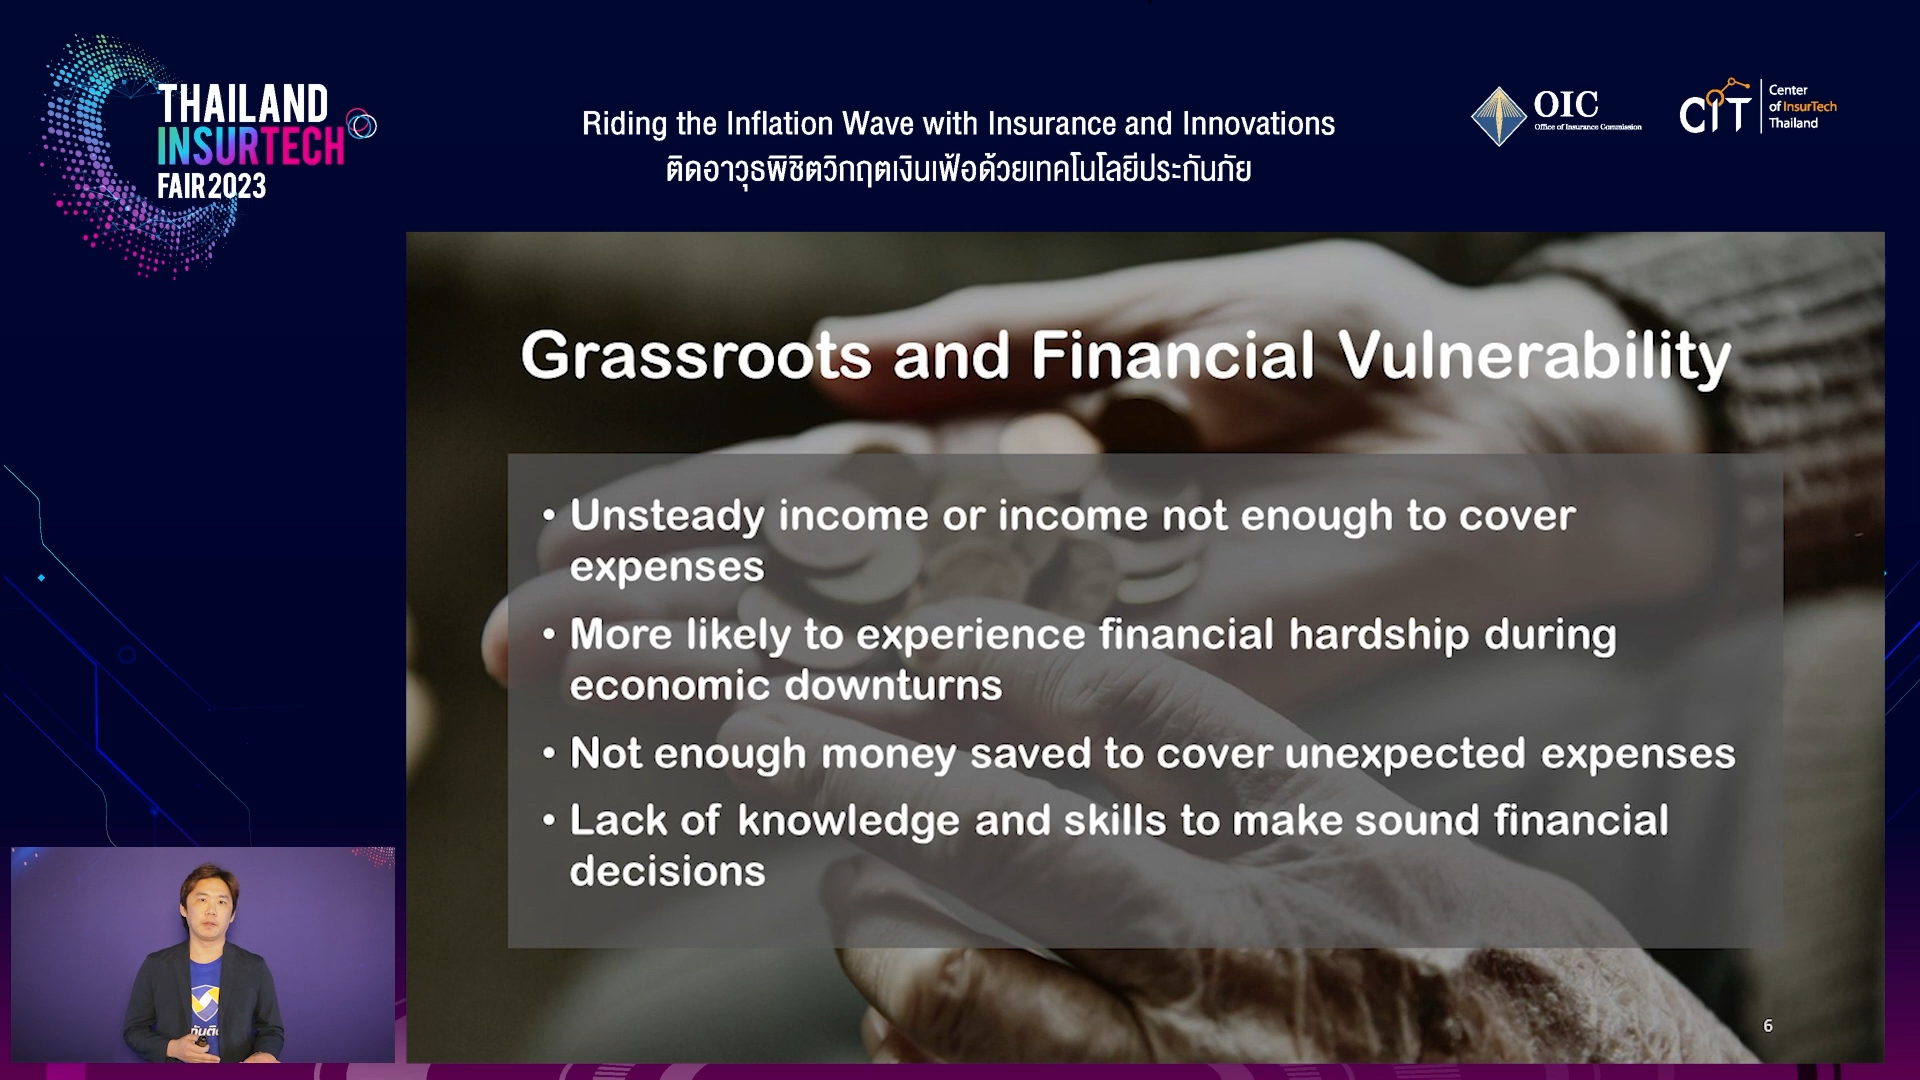 THAILAND
INSURTECH
FAIR 2023
Riding the Inflation Wave with Insurance and Innovations
ติดอาวุธพิชิตวิกฤตเงินเฟ้อด้วยเทคโนโลยีประกันภัย
OIC
Office of Insurance Commission
CIT
Center
of InsurTech
Thailand
Grassroots and Financial Vulnerability
• Unsteady income or income not enough to cover
expenses
• More likely to experience financial hardship during
economic downturns
• Not enough money saved to cover unexpected expenses
• Lack of knowledge and skills to make sound financial
decisions
6